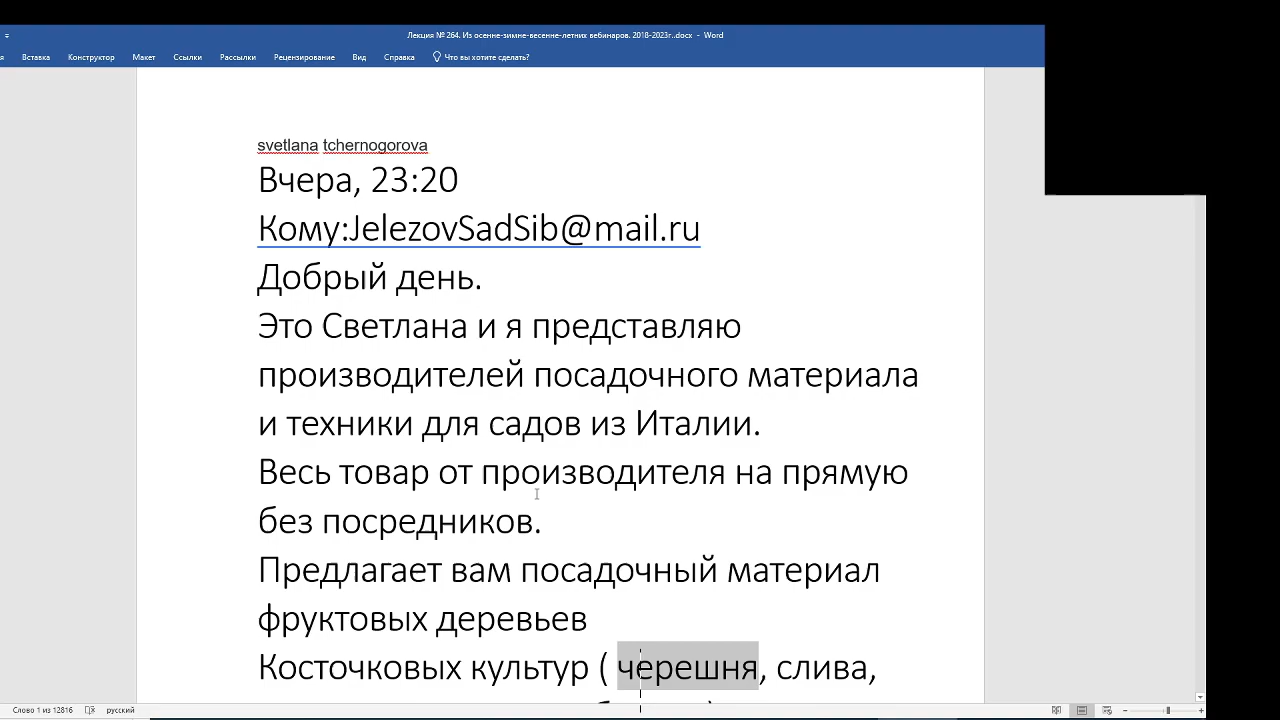 Лекция № 264. Из осенне-зимне-весенне-летних вебинаров. 2018-2023г..docx - Word
Вставка Конструктор Макет Ссылки Рассылки Рецензирование Вид Справка Что вы хотите сделать?
svetlana tchernogorova
Вчера, 23:20
Кому:JelezovSadSib@mail.ru
Добрый день.
Это Светлана и я представляю
производителей посадочного материала
и техники для садов из Италии.
Весь товар от производителя на прямую
без посредников.
Предлагает вам посадочный материал
фруктовых деревьев
Косточковых культур ( черешня, слива,
Слово 1 из 12816 русский